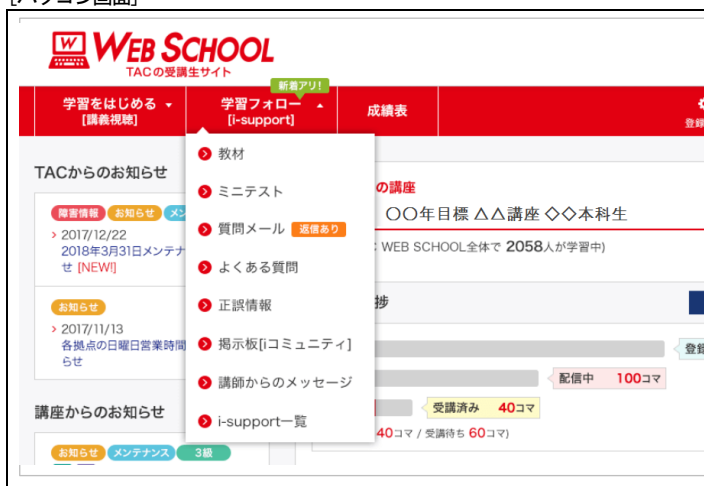 [パソコン画面]
WEB SCHOOL
TACの受講生サイト
新着アリ!
学習をはじめる
[講義視聴]
学習フォロー
[i-support]
成績表
教材
ミニテスト
質問メール 返信あり
よくある質問
正誤情報
掲示板[iコミュニティ]
講師からのメッセージ
i-support一覧
TACからのお知らせ
障害情報 お知らせ
2017/12/22
2018年3月31日メンテナ
せ [NEW!]
お知らせ
2017/11/13
各拠点の日曜日営業時間
らせ
講座からのお知らせ
お知らせ メンテナンス 3級
の講座
〇〇年目標 △△講座 ◇◇本科生
WEB SCHOOL全体で 2058人が学習中)
捗
配信中 100コマ
受講済み 40コマ
40コマ / 受講待ち 60コマ)